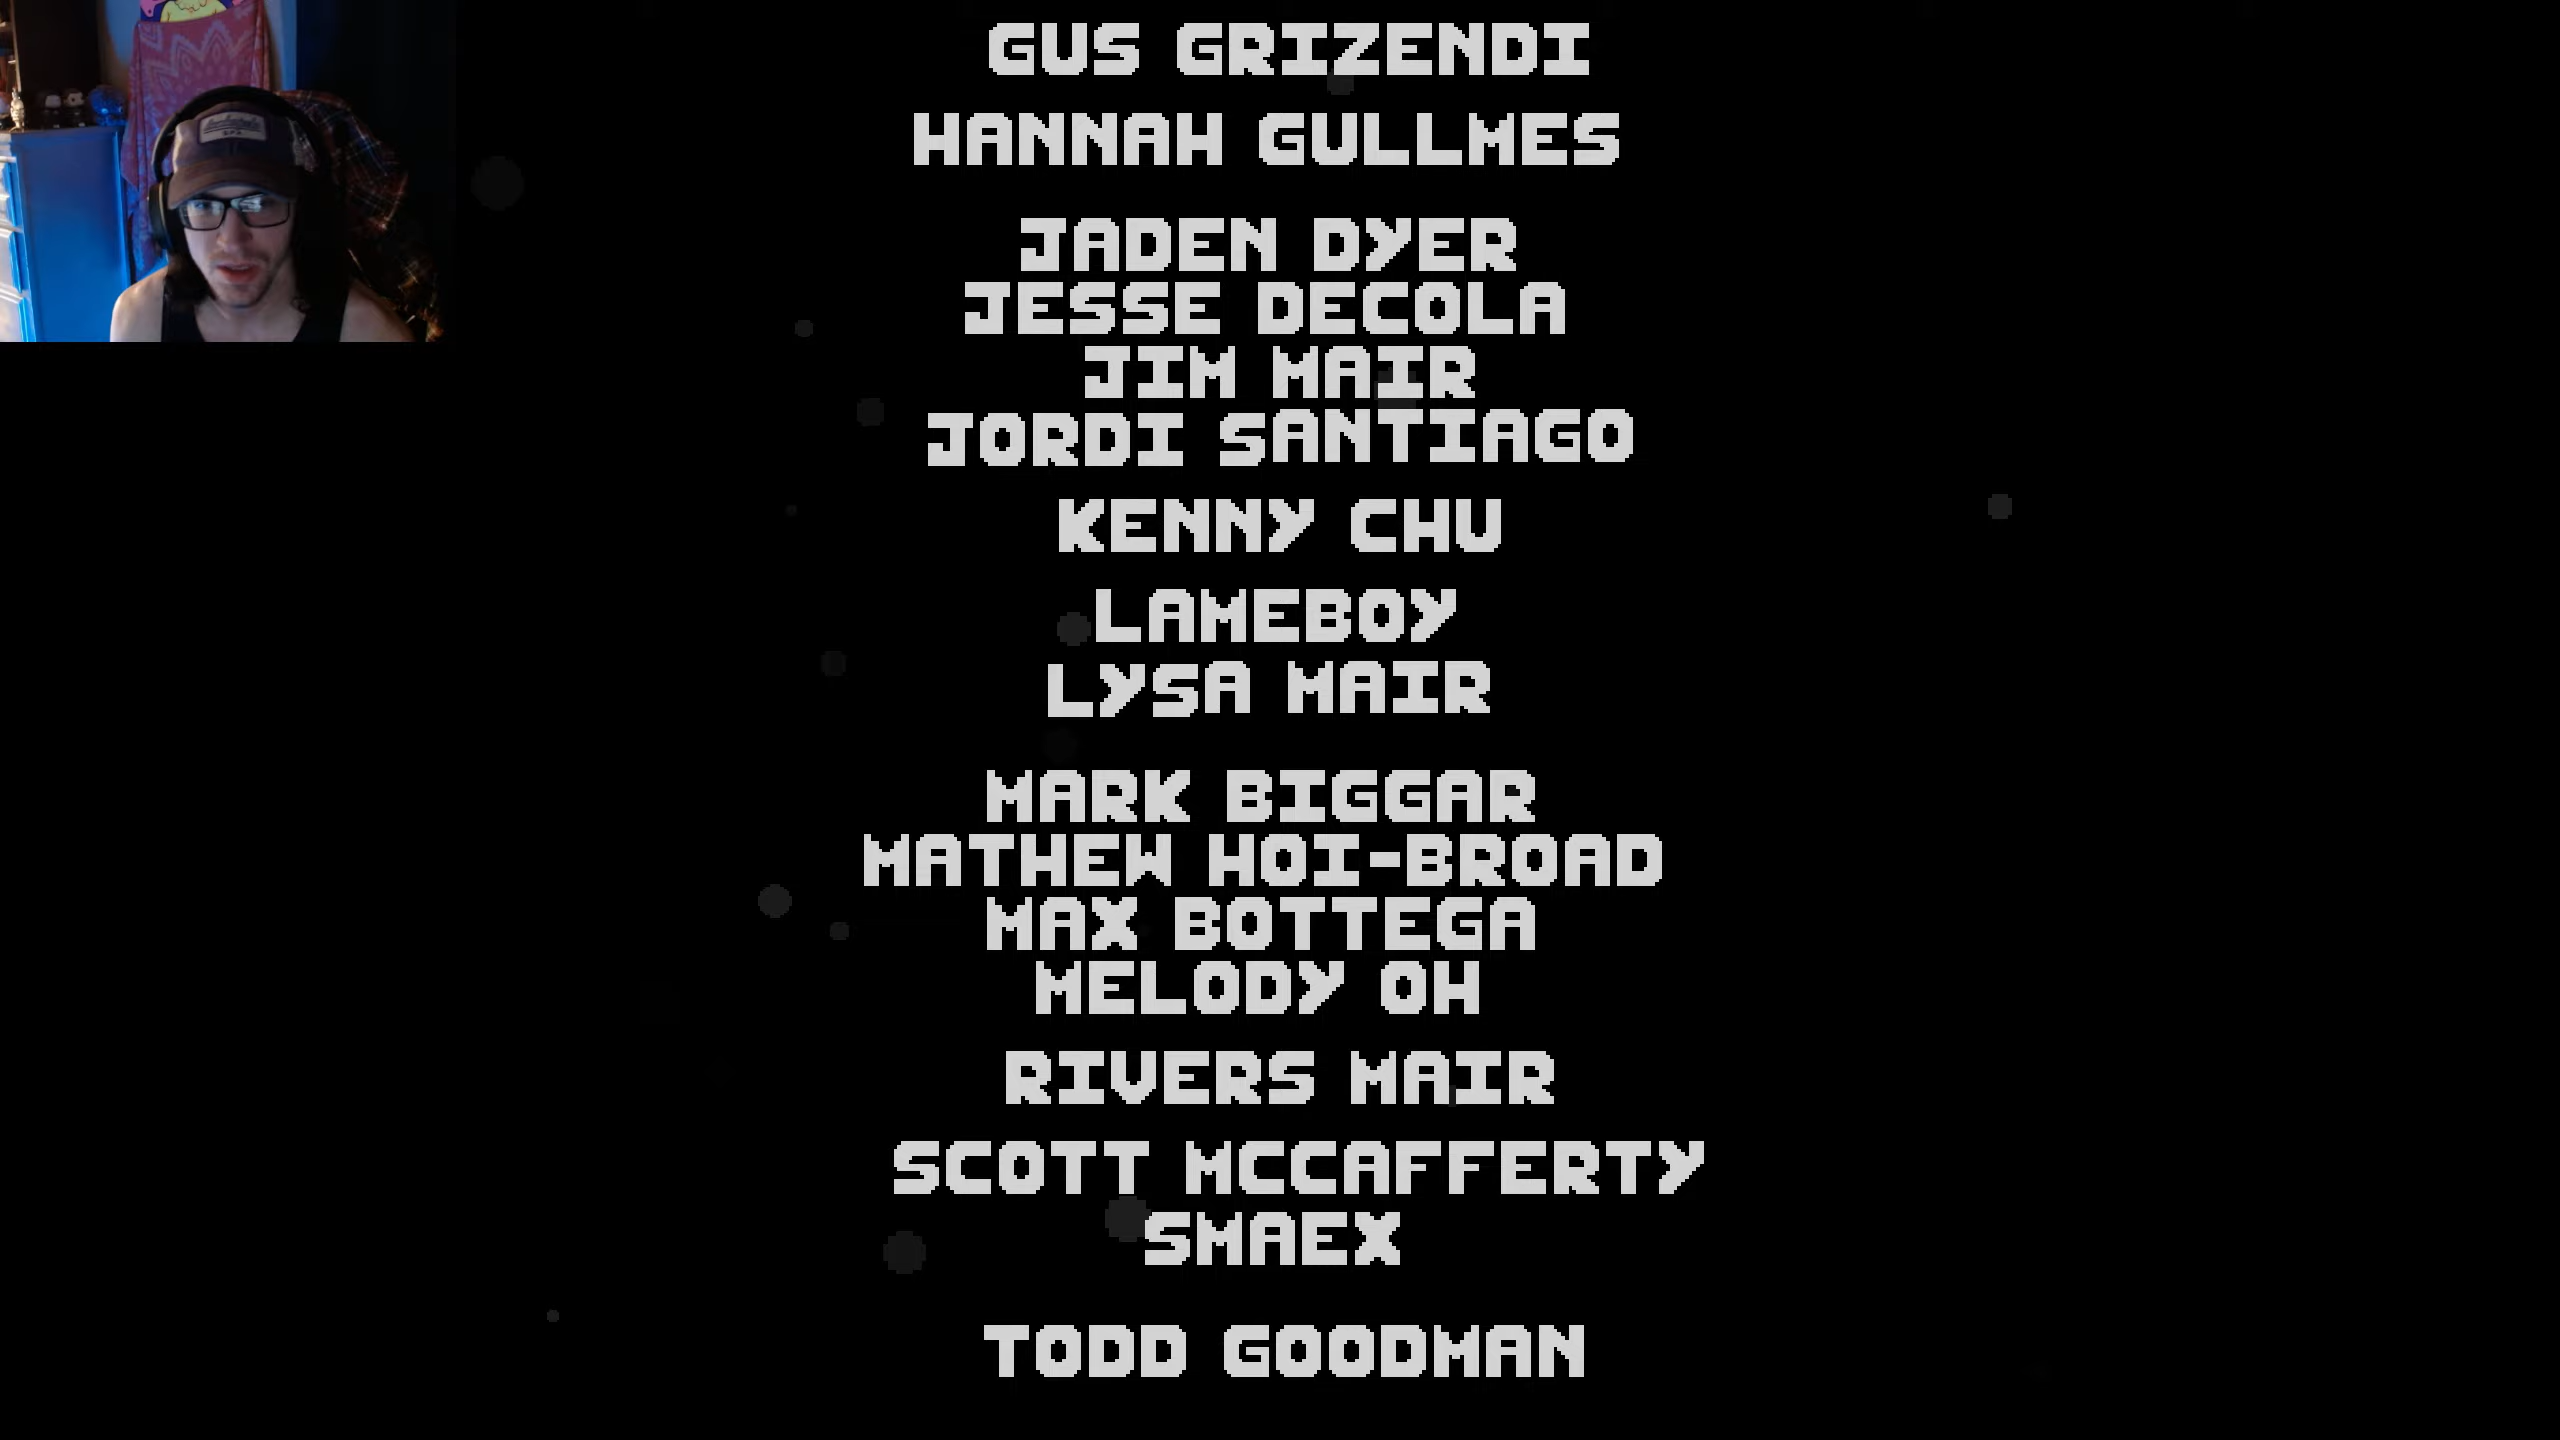 GUS GRIZENDI
HANNAH GULLMES
JADEN DYER
JESSE DECOLA
JIM MAIR
JORDI SANTIAGO
KENNY CHU
LAMEBOY
LYSA MAIR
MARK BIGGAR
MATHEW HOI-BROAD
MAX BOTTEGA
MELODY OH
RIVERS MAIR
SCOTT MCCAFFERTY
SMAEX
TODD GOODMAN